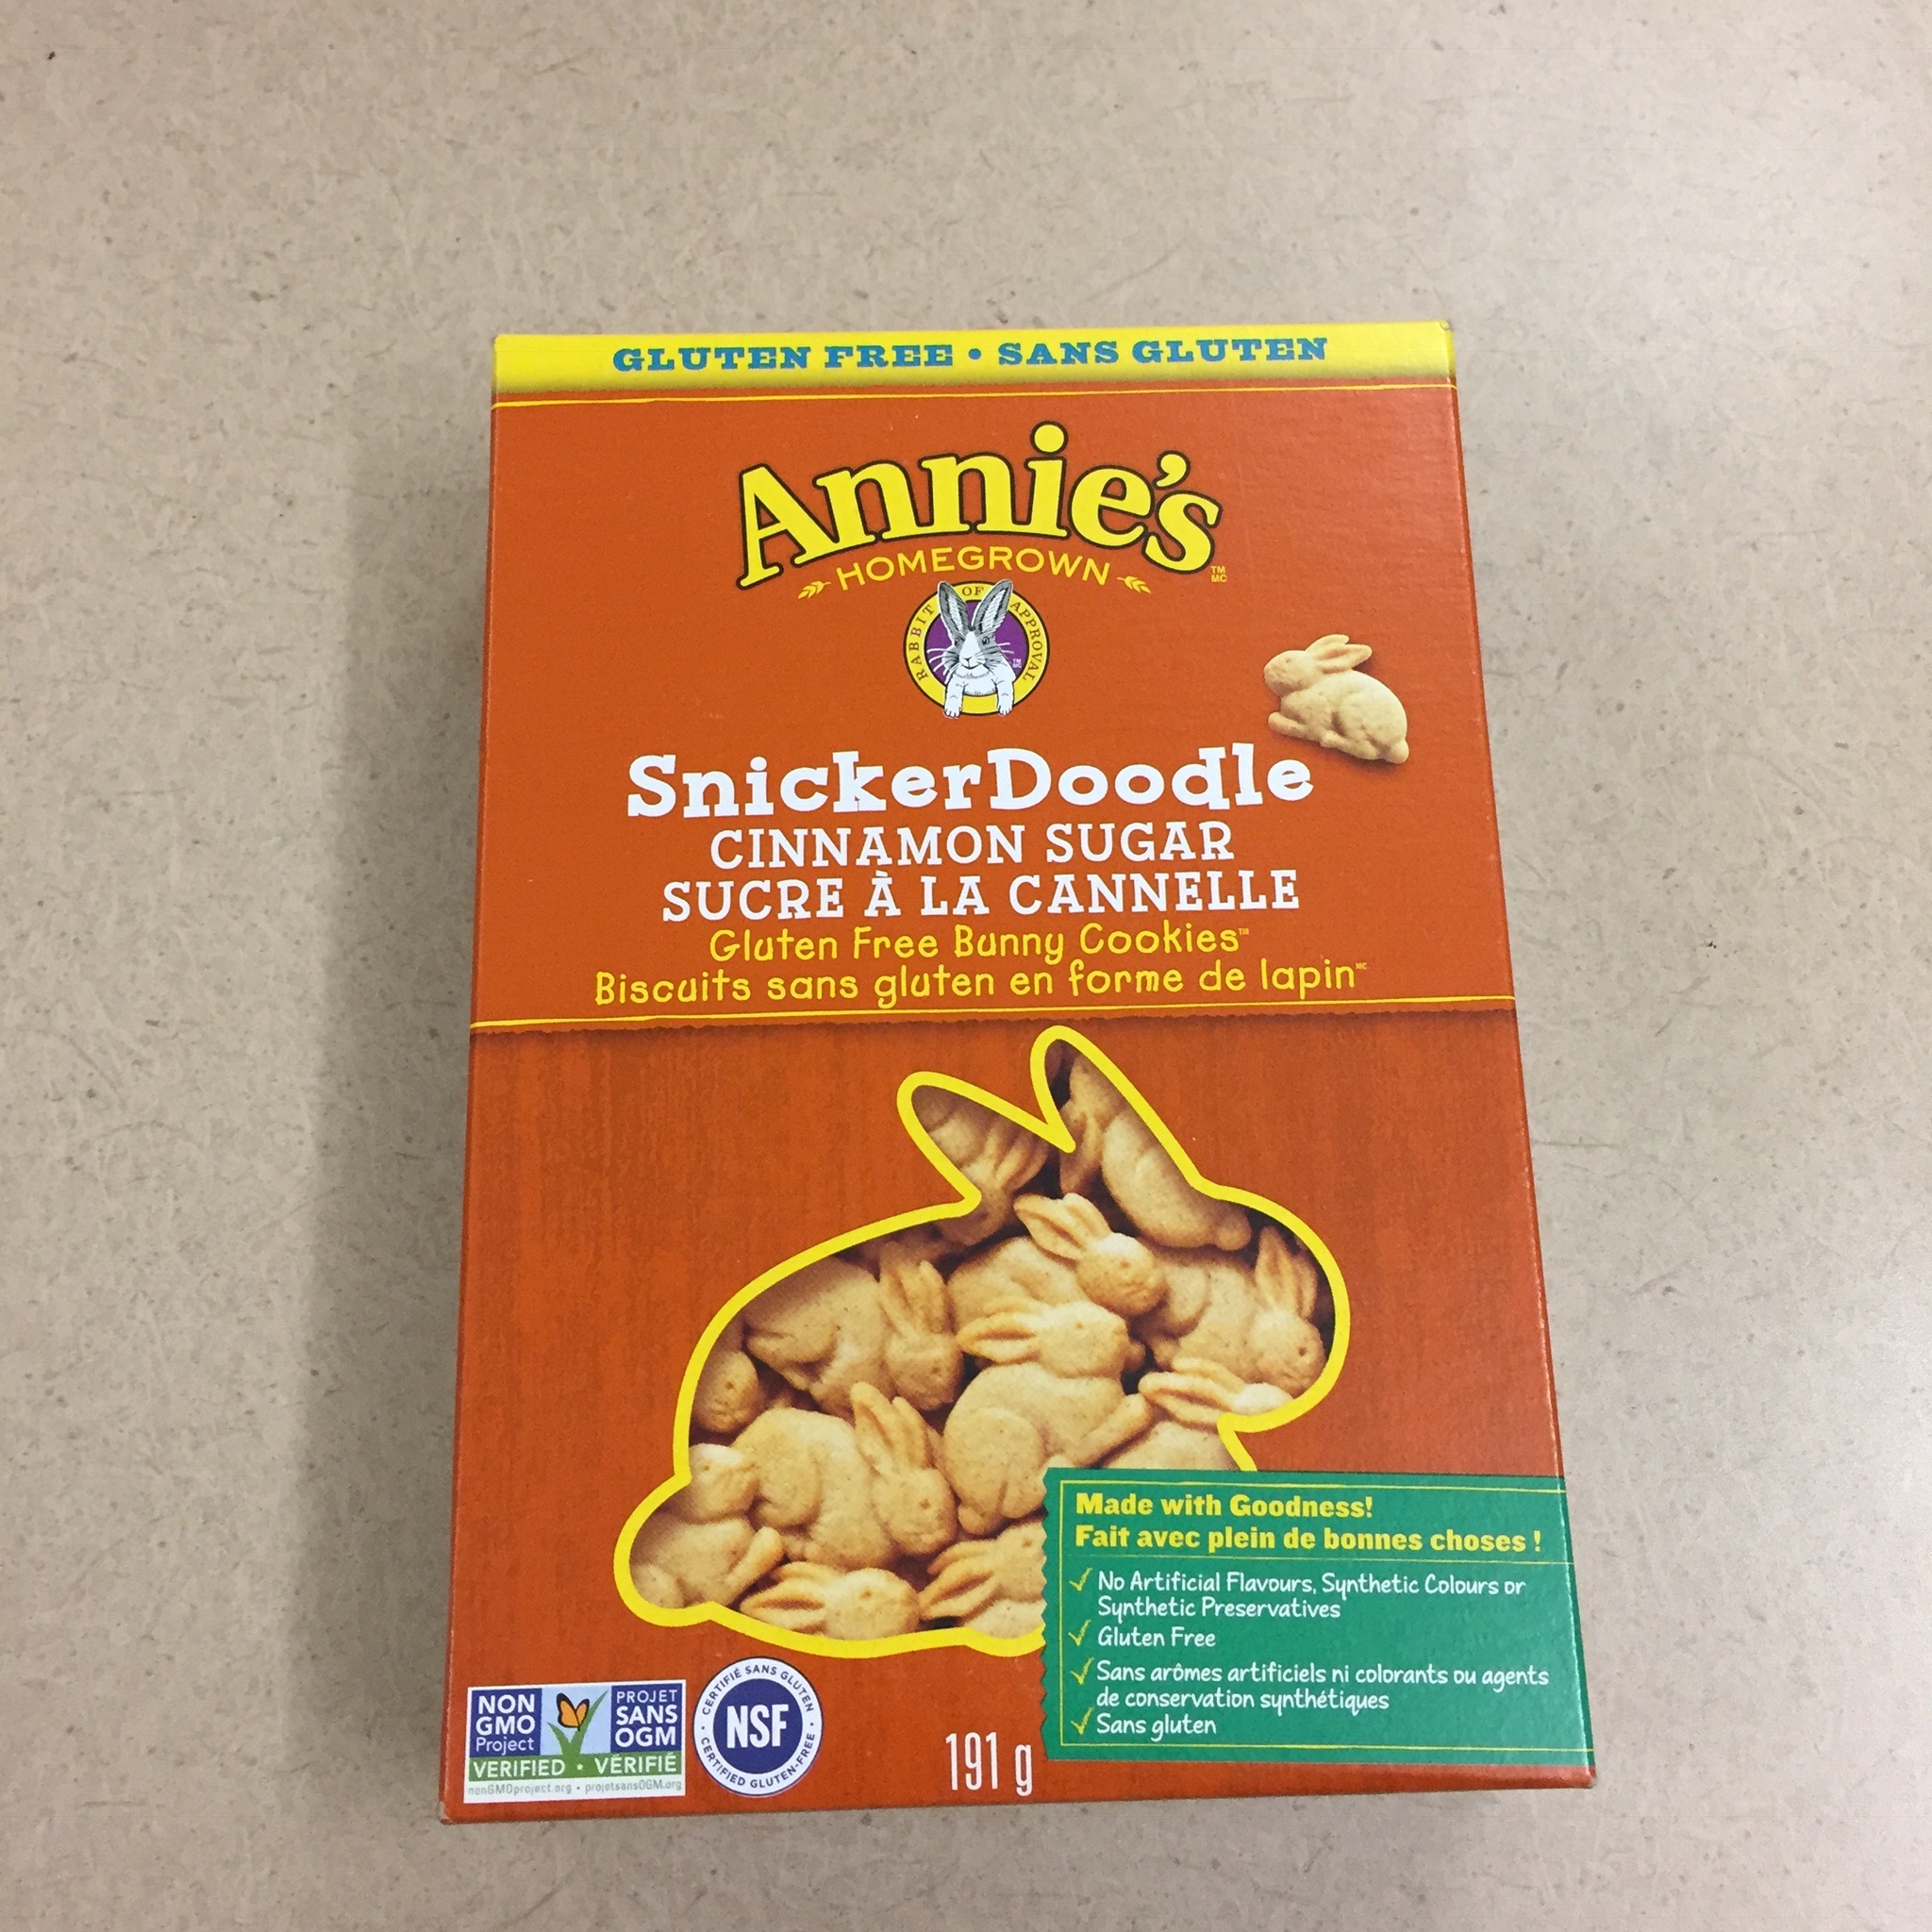 GLUTEN FREE • SANS GLUTEN
Annie's
HOMEGROWN
TM
MC
RABBIT OF APPROVAL
SnickerDoodle
CINNAMON SUGAR
SUCRE À LA CANNELLE
Gluten Free Bunny Cookies™
Biscuits sans gluten en forme de lapin MC
Made with Goodness!
Fait avec plein de bonnes choses !
✓ No Artificial Flavours, Synthetic Colours or
Synthetic Preservatives
✓ Gluten Free
✓ Sans arômes artificiels ni colorants ou agents
de conservation synthétiques
✓ Sans gluten
NON
GMO
Project
PROJET
SANS
OGM
VERIFIED • VÉRIFIÉ
nonGMOproject.org • projetsansOGM.org
CERTIFIÉ SANS GLUTEN
NSF
CERTIFIED GLUTEN-FREE
191 g